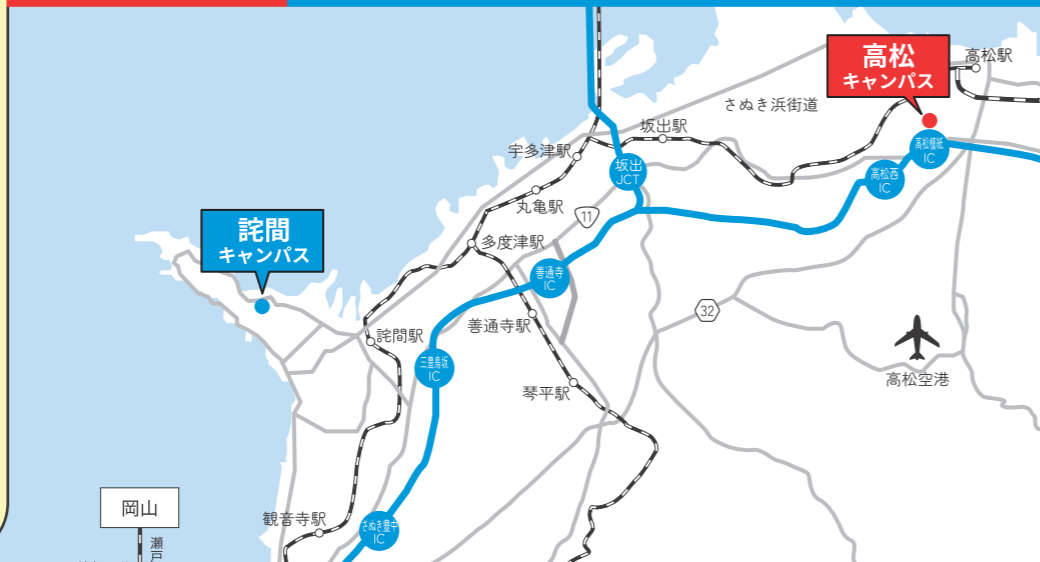 高松
キャンパス
高松駅
さぬき浜街道
坂出駅
宇多津駅
高松檀紙
IC
坂出
JCT
高松西
IC
丸亀駅
11
詫間
キャンパス
多度津駅
善通寺
IC
32
善通寺駅
詫間駅
三豊鳥坂
IC
高松空港
琴平駅
岡山
観音寺駅
さぬき豊中
IC
瀬戸